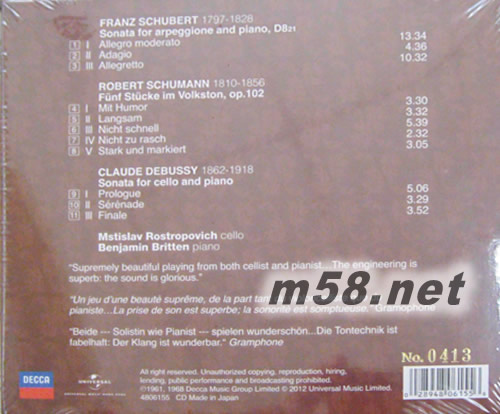 FRANZ SCHUBERT 1797-1828
Sonata for arpeggione and piano, D821
1 I Allegro moderato 13.34
2 II Adagio 4.36
3 III Allegretto 10.32
ROBERT SCHUMANN 1810-1856
Fünf Stücke im Volkston, op.102
4 I Mit Humor 3.30
5 II Langsam 3.32
6 III Nicht schnell 5.39
7 IV Nicht zu rasch 2.32
8 V Stark und markiert 3.05
CLAUDE DEBUSSY 1862-1918
Sonata for cello and piano
9 I Prologue 5.06
10 II Sérénade 3.29
11 III Finale 3.52
Mstislav Rostropovich cello
Benjamin Britten piano
"Supremely beautiful playing from both cellist and pianist...The engineering is
superb: the sound is glorious."
"Un jeu d'une beauté suprême, de la part tan
pianiste...La prise de son est superbe; la sonorité est somptueuse." Gramophone
m58.net
"Beide --- Solistin wie Pianist --- spielen wunderschön...Die Tontechnik ist
fabelhaft: Der Klang ist wunderbar." Gramphone
No. 0413
DECCA
UNIVERSAL
All right reserved. Unauthorized copying, reproduction, hiring,
lending, public performance and broadcasting prohibited.
℗1961, 1968 Decca Music Group Limited © 2012 Universal Music Limited.
4806155 CD Made in Japan
0 28948 06155